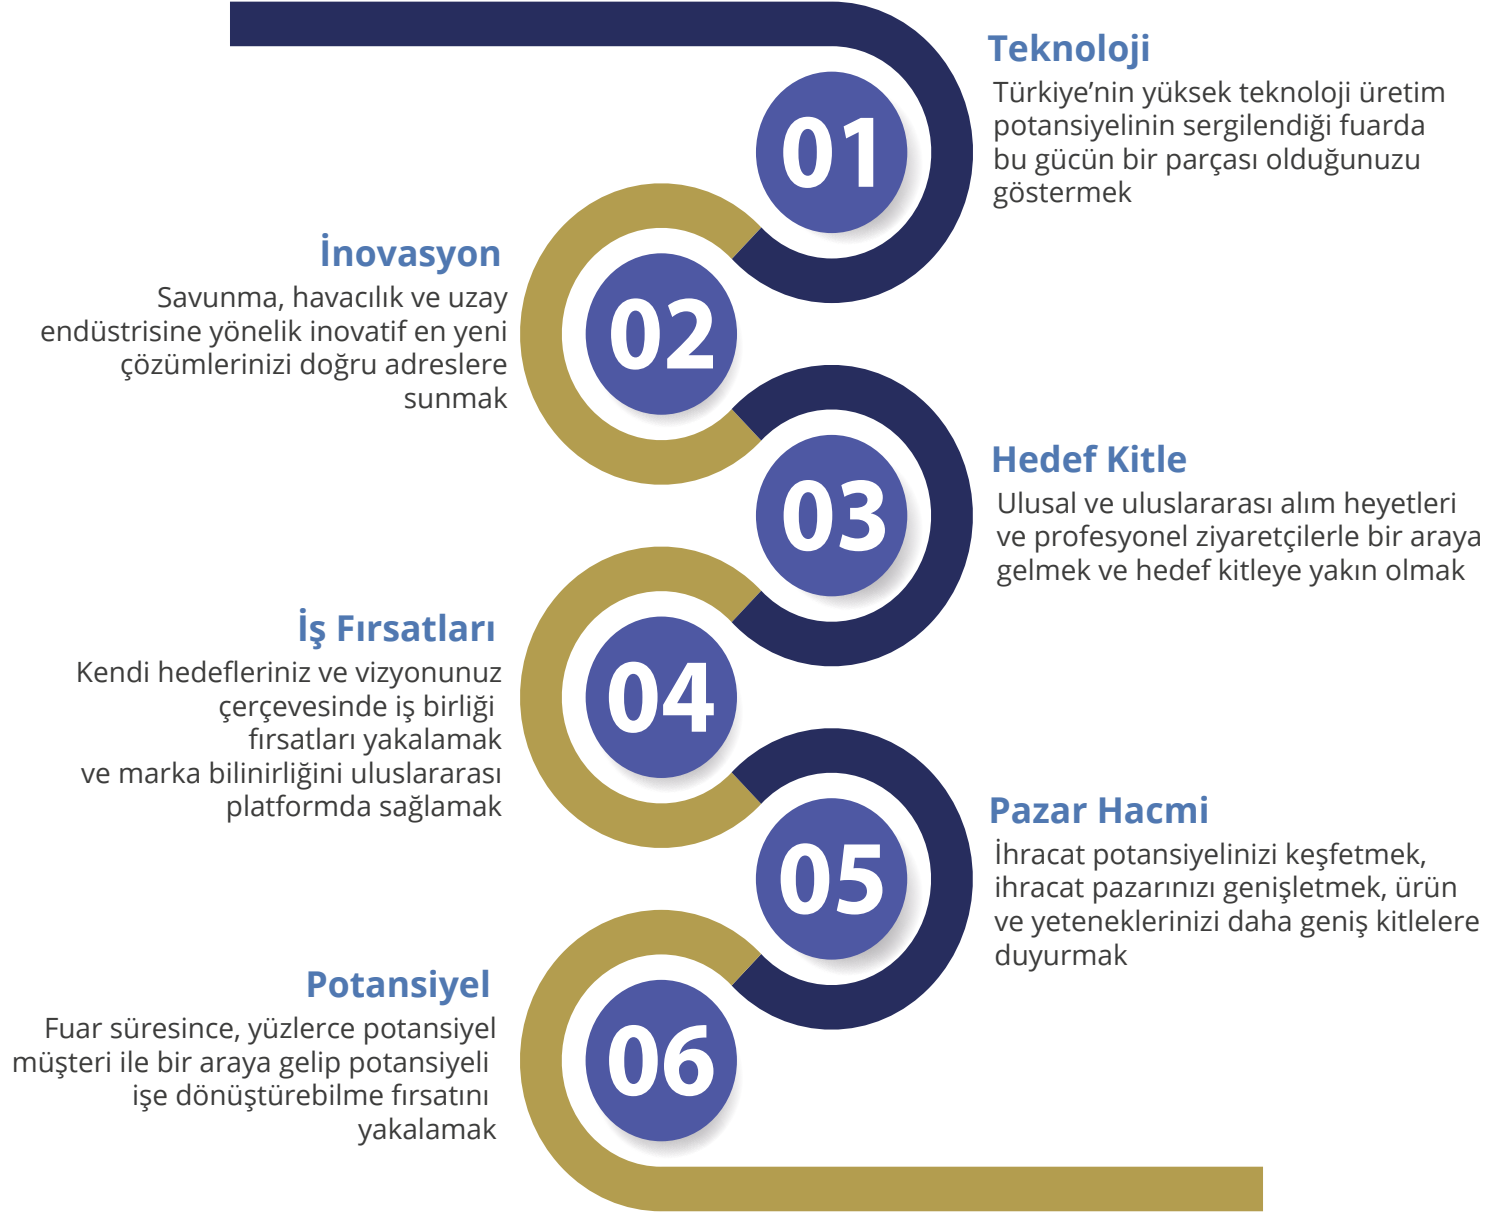 01
Teknoloji
Türkiye’nin yüksek teknoloji üretim
potansiyelinin sergilendiği fuarda
bu gücün bir parçası olduğunuzu
göstermek
02
İnovasyon
Savunma, havacılık ve uzay
endüstrisine yönelik inovatif en yeni
çözümlerinizi doğru adreslere
sunmak
03
Hedef Kitle
Ulusal ve uluslararası alım heyetleri
ve profesyonel ziyaretçilerle bir araya
gelmek ve hedef kitleye yakın olmak
04
İş Fırsatları
Kendi hedefleriniz ve vizyonunuz
çerçevesinde iş birliği
fırsatları yakalamak
ve marka bilinirliğini uluslararası
platformda sağlamak
05
Pazar Hacmi
İhracat potansiyelinizi keşfetmek,
ihracat pazarınızı genişletmek, ürün
ve yeteneklerinizi daha geniş kitlelere
duyurmak
06
Potansiyel
Fuar süresince, yüzlerce potansiyel
müşteri ile bir araya gelip potansiyeli
işe dönüştürebilme fırsatını
yakalamak